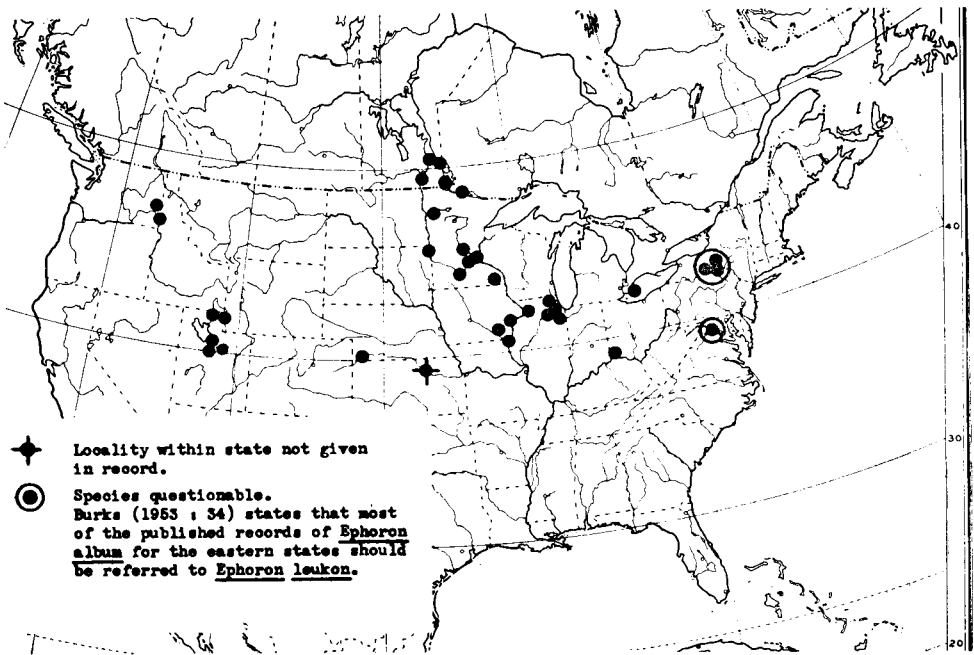 40
30
20
Locality within state not given
in record.
Species questionable.
Burks (1953 : 34) states that most
of the published records of Ephoron
album for the eastern states should
be referred to Ephoron leukon.